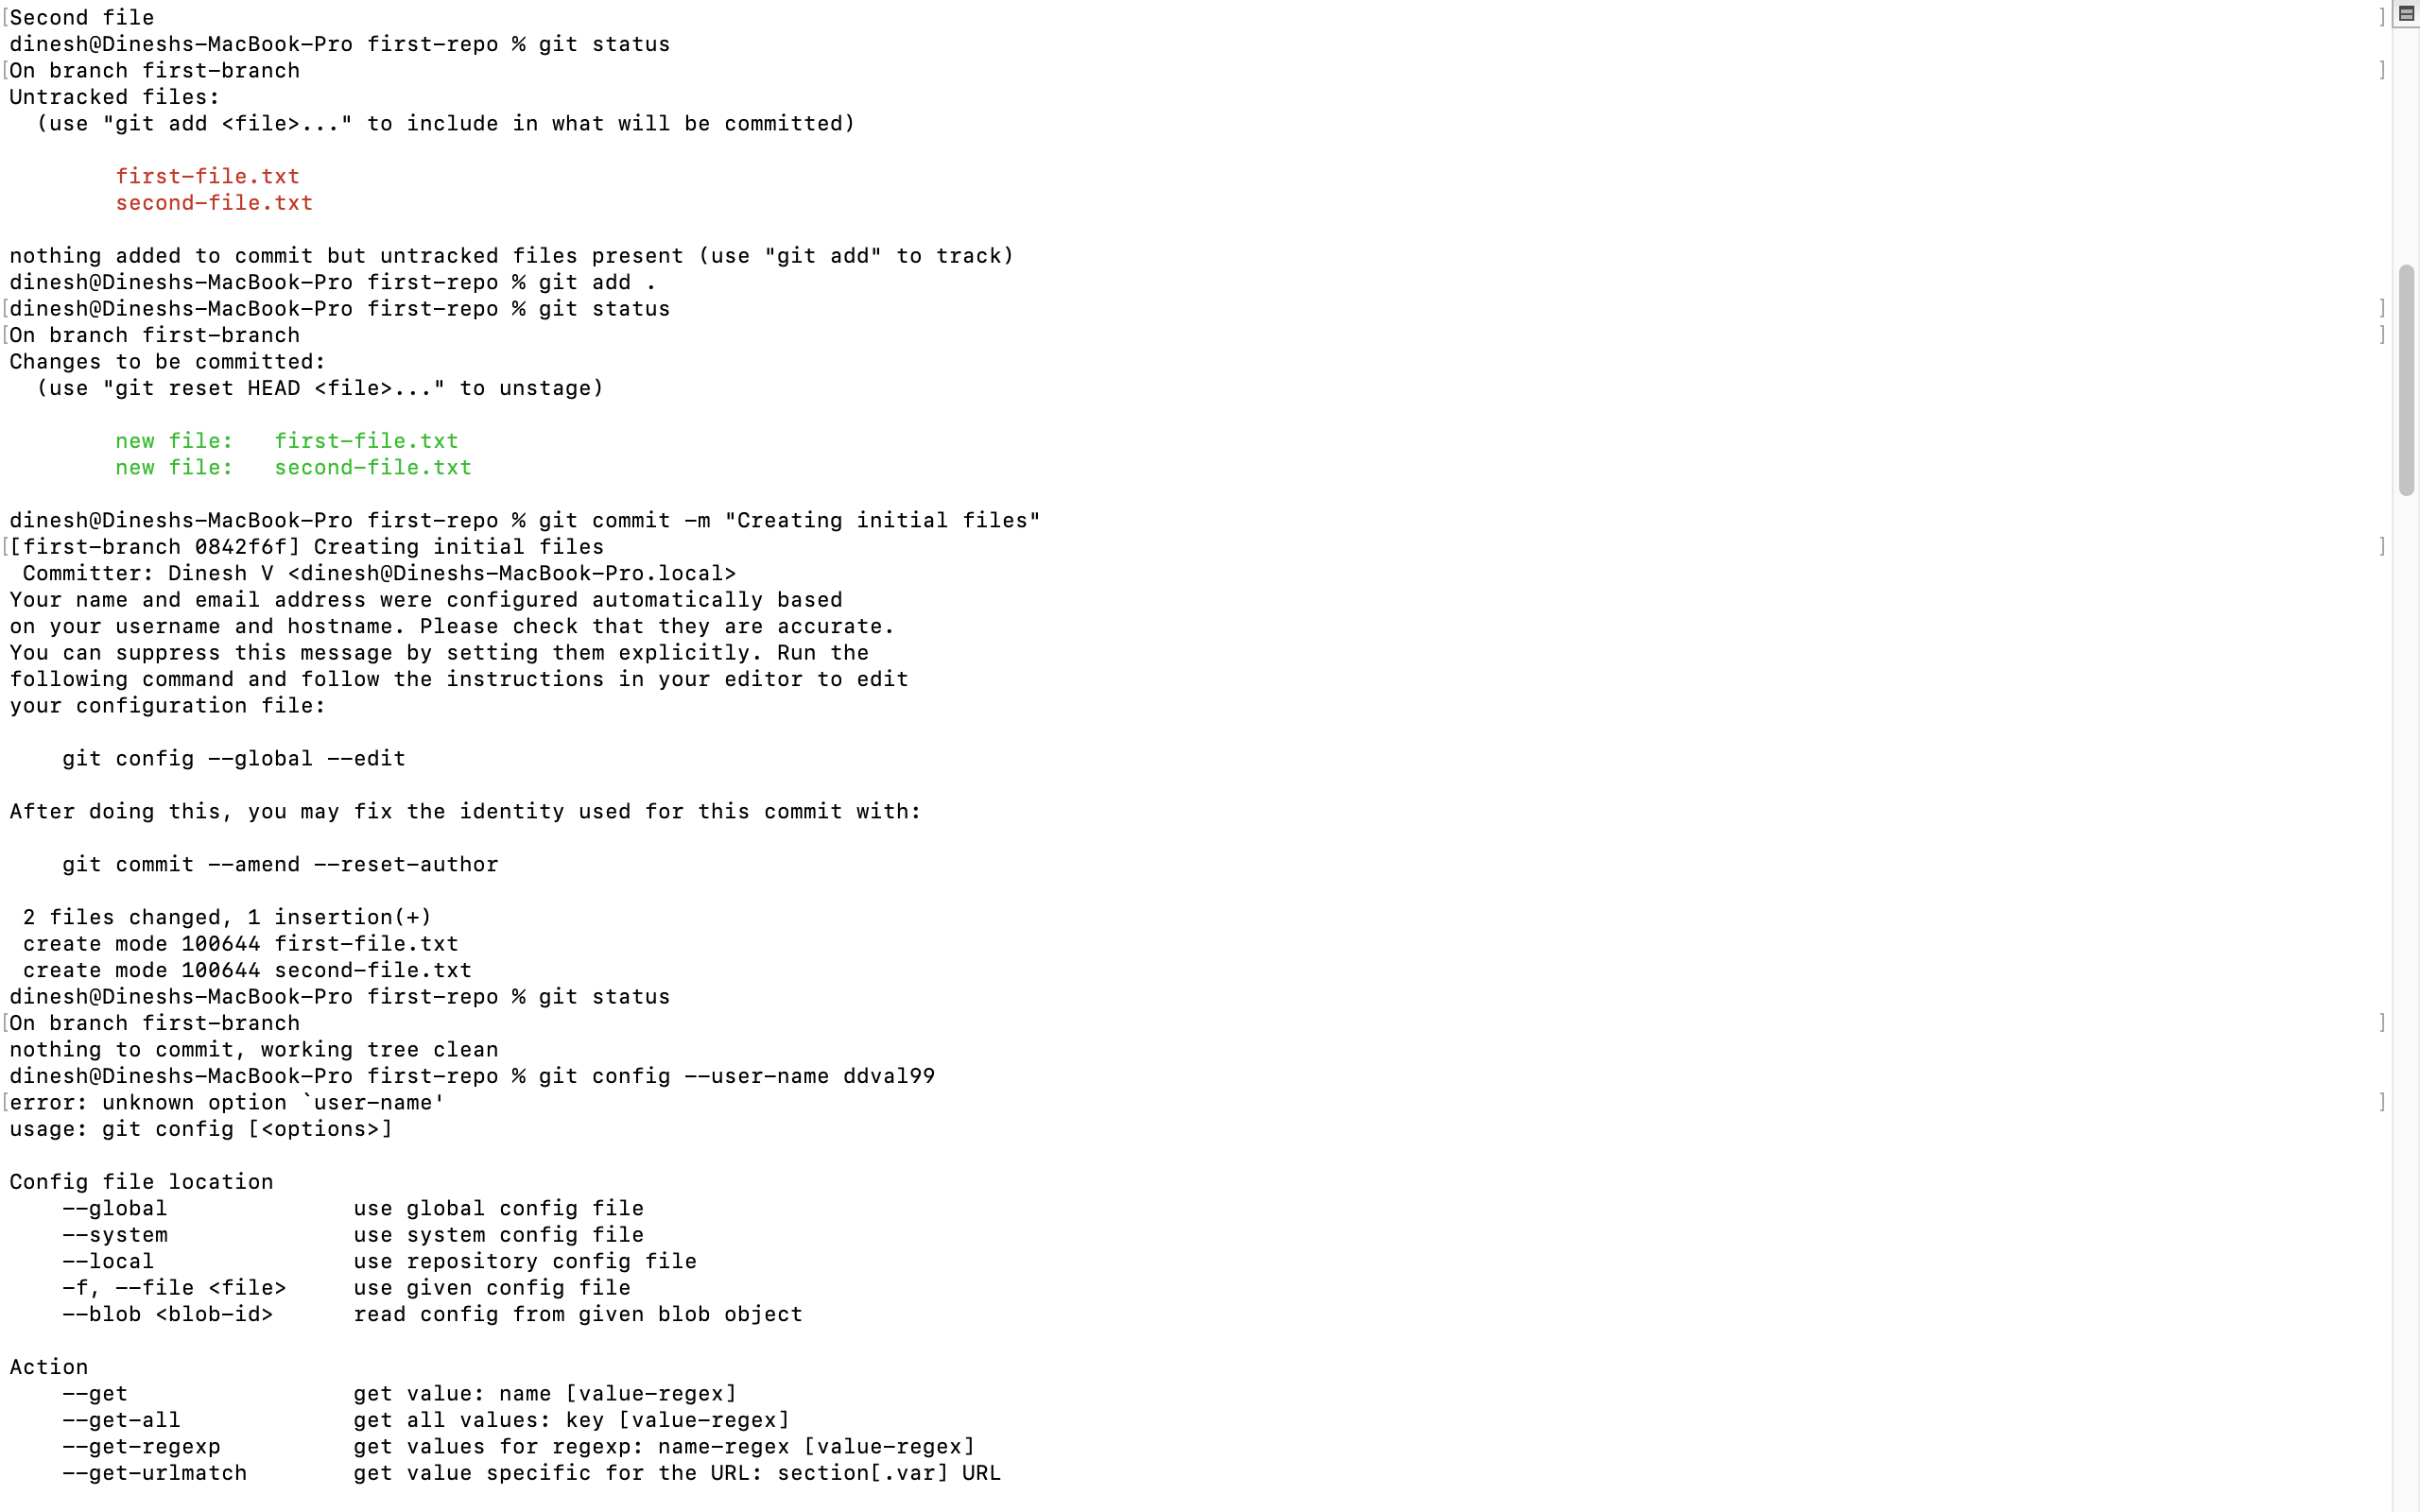 [Second file ]
dinesh@Dineshs-MacBook-Pro first-repo % git status
[On branch first-branch ]
Untracked files:
  (use "git add <file>..." to include in what will be committed)

        first-file.txt
        second-file.txt

nothing added to commit but untracked files present (use "git add" to track)
dinesh@Dineshs-MacBook-Pro first-repo % git add .
[dinesh@Dineshs-MacBook-Pro first-repo % git status ]
[On branch first-branch ]
Changes to be committed:
  (use "git reset HEAD <file>..." to unstage)

        new file:   first-file.txt
        new file:   second-file.txt

dinesh@Dineshs-MacBook-Pro first-repo % git commit -m "Creating initial files"
[[first-branch 0842f6f] Creating initial files ]
 Committer: Dinesh V <dinesh@Dineshs-MacBook-Pro.local>
Your name and email address were configured automatically based
on your username and hostname. Please check that they are accurate.
You can suppress this message by setting them explicitly. Run the
following command and follow the instructions in your editor to edit
your configuration file:

    git config --global --edit

After doing this, you may fix the identity used for this commit with:

    git commit --amend --reset-author

 2 files changed, 1 insertion(+)
 create mode 100644 first-file.txt
 create mode 100644 second-file.txt
dinesh@Dineshs-MacBook-Pro first-repo % git status
[On branch first-branch ]
nothing to commit, working tree clean
dinesh@Dineshs-MacBook-Pro first-repo % git config --user-name ddval99
[error: unknown option `user-name' ]
usage: git config [<options>]

Config file location
    --global              use global config file
    --system              use system config file
    --local               use repository config file
    -f, --file <file>     use given config file
    --blob <blob-id>      read config from given blob object

Action
    --get                 get value: name [value-regex]
    --get-all             get all values: key [value-regex]
    --get-regexp          get values for regexp: name-regex [value-regex]
    --get-urlmatch        get value specific for the URL: section[.var] URL